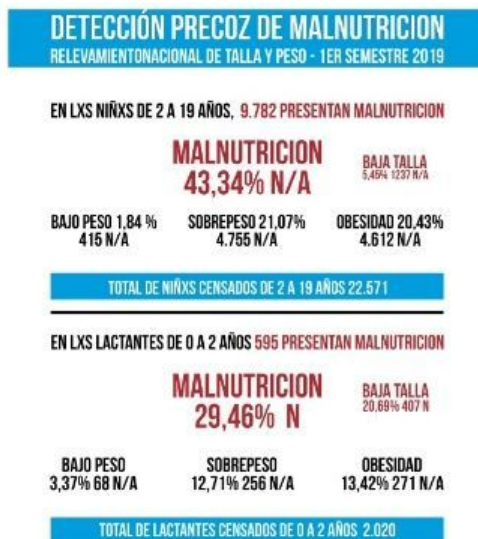 DETECCIÓN PRECOZ DE MALNUTRICION
RELEVAMIENTONACIONAL DE TALLA Y PESO - 1ER SEMESTRE 2019
EN LXS NIÑXS DE 2 A 19 AÑOS, 9.782 PRESENTAN MALNUTRICION
MALNUTRICION
43,34% N/A
BAJA TALLA
5,46% 1237 N/A
BAJO PESO 1,84 %
415 N/A
SOBREPESO 21,07%
4.755 N/A
OBESIDAD 20,43%
4.612 N/A
TOTAL DE NIÑXS CENSADOS DE 2 A 19 AÑOS 22.571
EN LXS LACTANTES DE 0 A 2 AÑOS 595 PRESENTAN MALNUTRICION
MALNUTRICION
29,46% N
BAJA TALLA
20,69% 407 N
BAJO PESO
3,37% 68 N/A
SOBREPESO
12,71% 256 N/A
OBESIDAD
13,42% 271 N/A
TOTAL DE LACTANTES CENSADOS DE 0 A 2 AÑOS 2.020